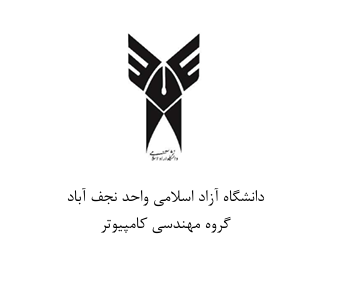 دانشگاه آزاد اسلامی واحد نجف آباد
گروه مهندسی کامپیوتر